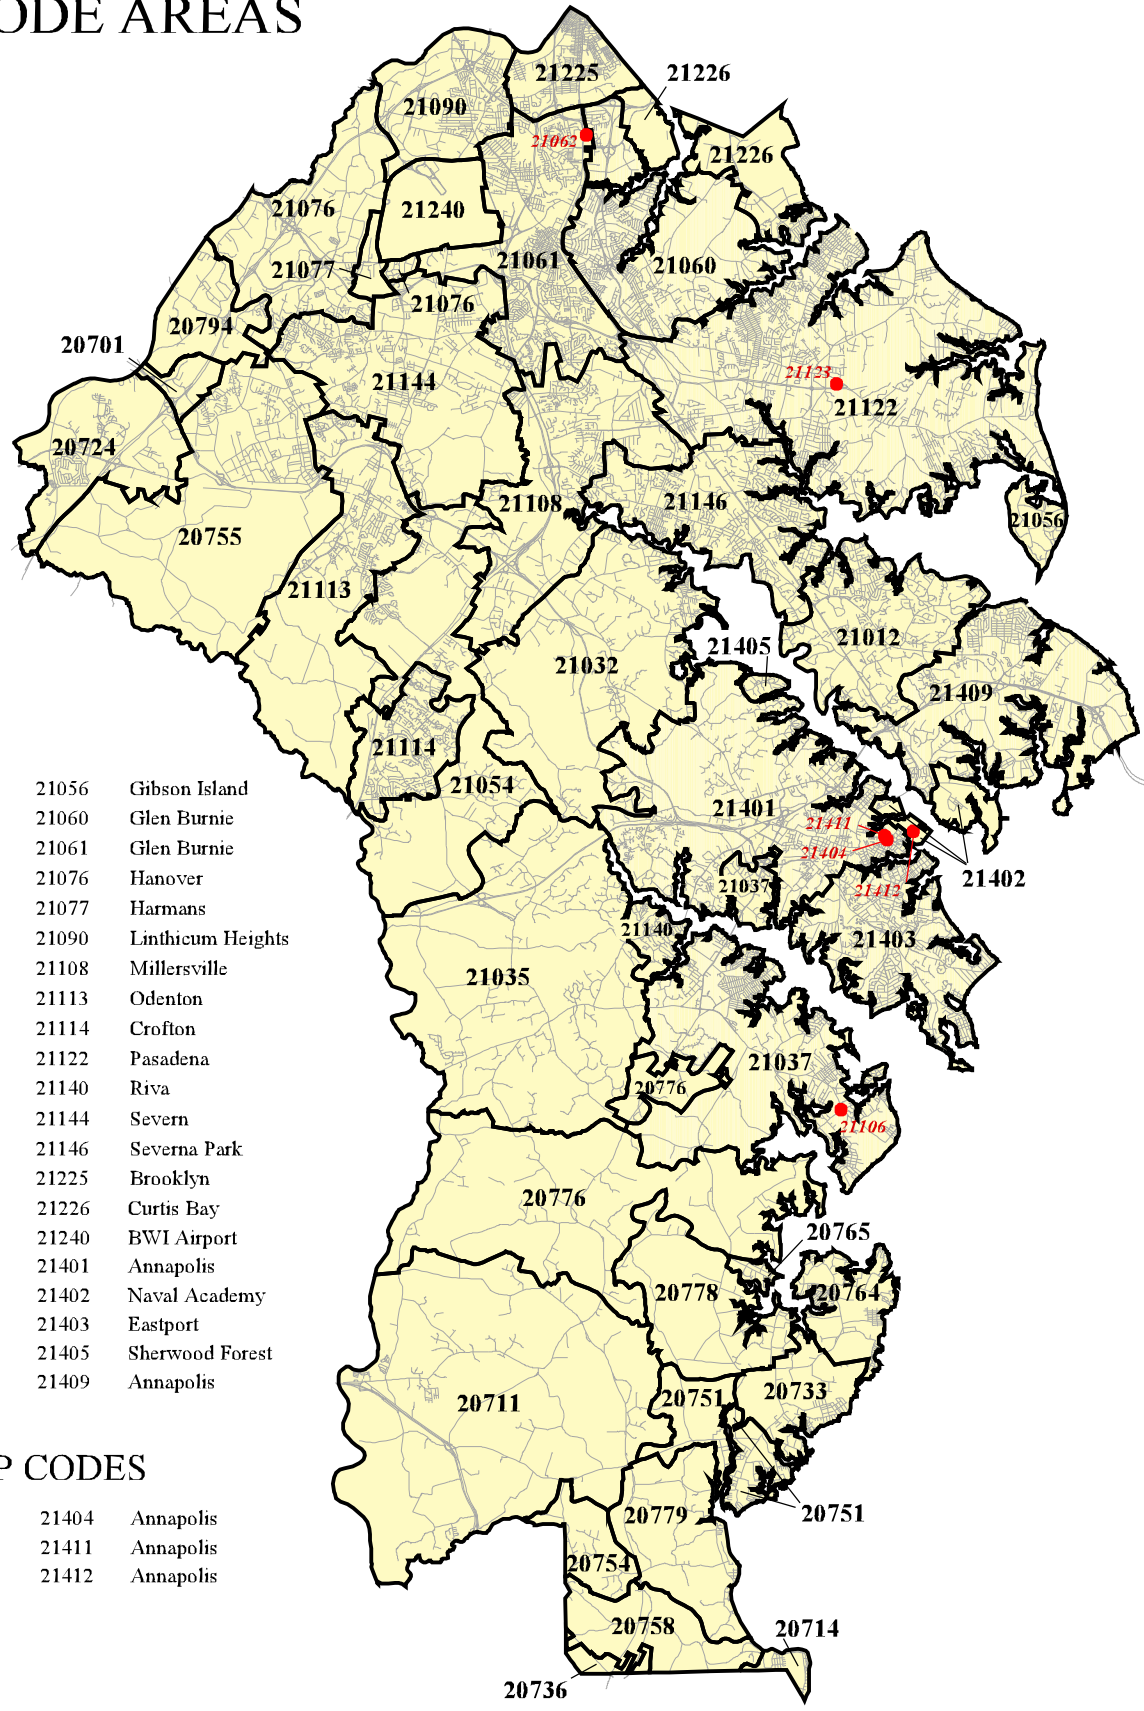 ODE AREAS
21225
21226
21090
21062
21226
21076
21240
21077
21061
21060
21076
20794
20701
21144
21123
21122
20724
21108
21146
21056
20755
21113
21012
21405
21032
21409
21114
21054
21401
21411
21404
21402
21037
21412
21140
21403
21035
21037
20776
21106
20776
20765
20778
20764
20711
20751
20733
20779
20751
20754
20758
20714
20736
21056 Gibson Island
21060 Glen Burnie
21061 Glen Burnie
21076 Hanover
21077 Harmans
21090 Linthicum Heights
21108 Millersville
21113 Odenton
21114 Crofton
21122 Pasadena
21140 Riva
21144 Severn
21146 Severna Park
21225 Brooklyn
21226 Curtis Bay
21240 BWI Airport
21401 Annapolis
21402 Naval Academy
21403 Eastport
21405 Sherwood Forest
21409 Annapolis
P CODES
21404 Annapolis
21411 Annapolis
21412 Annapolis